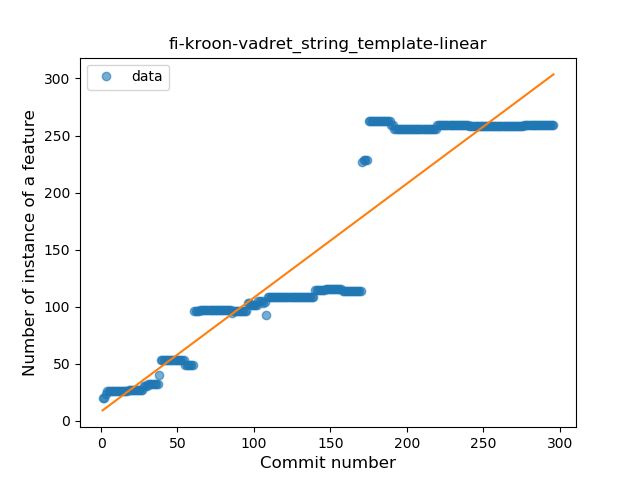 fi-kroon-vadret_string_template-linear
data
Number of instance of a feature
300
250
200
150
100
50
0
0 50 100 150 200 250 300
Commit number